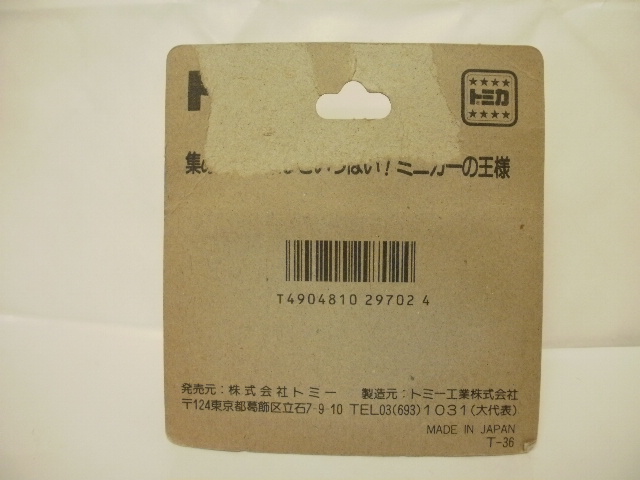 トミカ
集め いっぱい!ミニカーの王様
T4904810 29702 4
発売元:株式会社トミー 製造元:トミー工業株式会社
〒124東京都葛飾区立石7-9-10 TEL03(693)1031(大代表)
MADE IN JAPAN
T-36